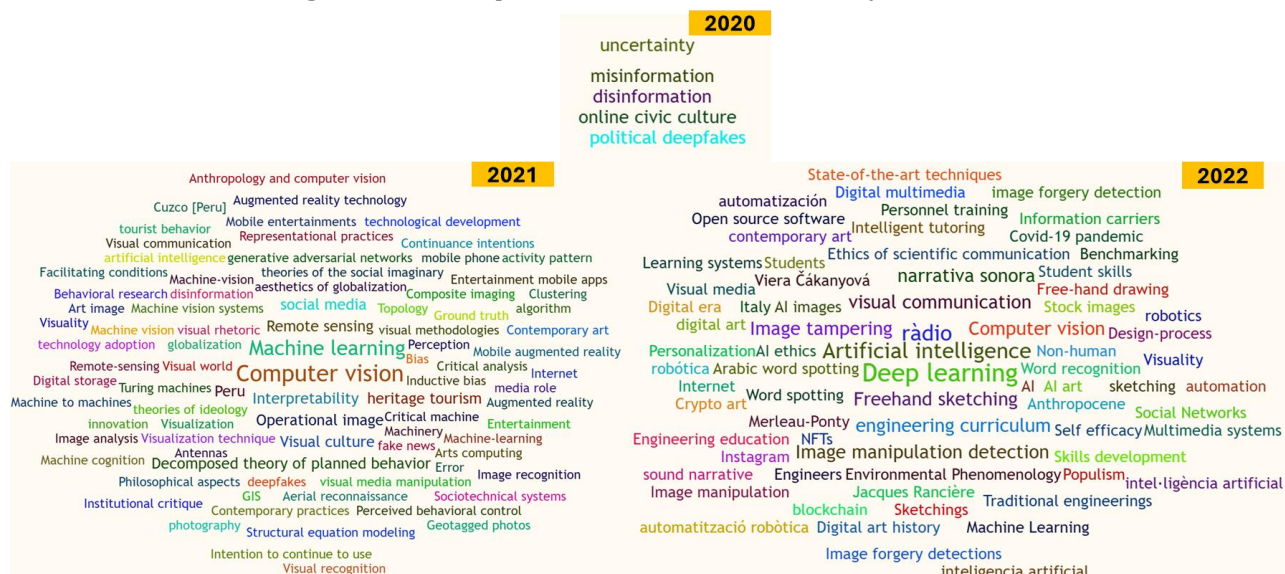 2020
uncertainty
misinformation
disinformation
online civic culture
political deepfakes
2021
Anthropology and computer vision
Augmented reality technology
Cuzco [Peru]
Mobile entertainments technological development
tourist behavior
Representational practices
Visual communication
Continuance intentions
artificial intelligence generative adversarial networks mobile phone activity pattern
Facilitating conditions
theories of the social imaginary
Machine-vision
Entertainment mobile apps
aesthetics of globalization
Behavioral research disinformation
Composite imaging Clustering
social media
Art image Machine vision systems
Topology
Ground truth
algorithm
Visuality
Machine vision visual rhetoric Remote sensing visual methodologies Contemporary art
technology adoption globalization Machine learning Perception Mobile augmented reality
Bias
Remote-sensing Visual world Computer vision Critical analysis Internet
Digital storage Turing machines Peru
Inductive bias
media role
Interpretability heritage tourism Augmented reality
Machine to machines
theories of ideology
innovation Visualization Operational image Critical machine Entertainment
Machinery
Image analysis Visualization technique Visual culture fake news Machine-learning
Antennas
Arts computing
Machine cognition Decomposed theory of planned behavior Error
Image recognition
Philosophical aspects deepfakes visual media manipulation
Institutional critique
GIS Aerial reconnaissance Sociotechnical systems
Contemporary practices Perceived behavioral control
photography
Geotagged photos
Structural equation modeling
Intention to continue to use
Visual recognition
2022
State-of-the-art techniques
Digital multimedia image forgery detection
automatización
Personnel training
Open source software
Information carriers
contemporary art Intelligent tutoring
Covid-19 pandemic
Ethics of scientific communication Benchmarking
Learning systems Students
Viera Čákanyová narrativa sonora Student skills
Visual media
Free-hand drawing
Digital era Italy AI images visual communication Stock images
robotics
digital art Image tampering ràdio Computer vision Design-process
Personalization AI ethics Artificial intelligence Non-human
Visuality
robótica Arabic word spotting Deep learning Word recognition
Internet
AI AI art sketching automation
Crypto art Word spotting Freehand sketching Anthropocene
Social Networks
Merleau-Ponty engineering curriculum Self efficacy Multimedia systems
Engineering education NFTs
Instagram Image manipulation detection Skills development
sound narrative Engineers Environmental Phenomenology Populism intel·ligència artificial
Image manipulation Jacques Rancière Traditional engineerings
blockchain Sketchings
automatització robòtica Digital art history Machine Learning
Image forgery detections
inteligencia artificial